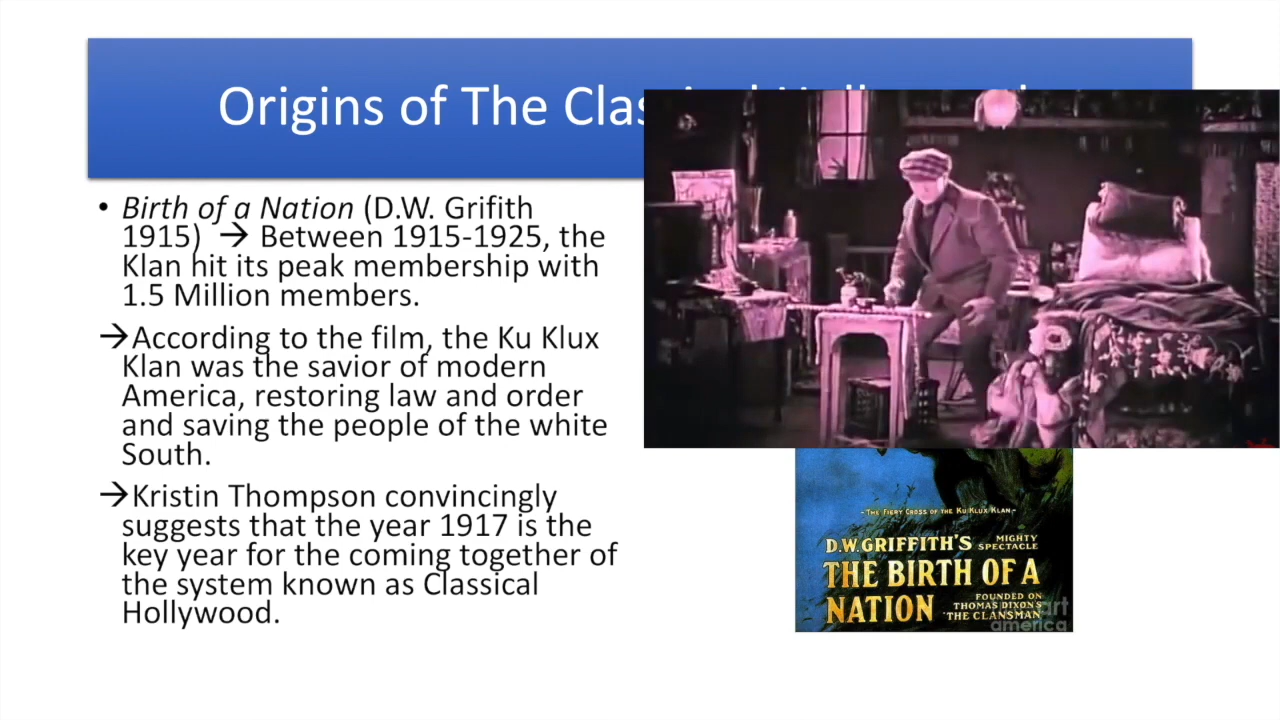 Origins of The Clas
• Birth of a Nation (D.W. Grifith
1915) → Between 1915-1925, the
Klan hit its peak membership with
1.5 Million members.
→According to the film, the Ku Klux
Klan was the savior of modern
America, restoring law and order
and saving the people of the white
South.
→Kristin Thompson convincingly
suggests that the year 1917 is the
key year for the coming together of
the system known as Classical
Hollywood.
-THE FIERY CROSS OF THE KU KLUX KLAN,-
D.W. GRIFFITH'S MIGHTY SPECTACLE
THE BIRTH OF A
NATION FOUNDED ON
THOMAS DIXON'S
'THE CLANSMAN'
art
america